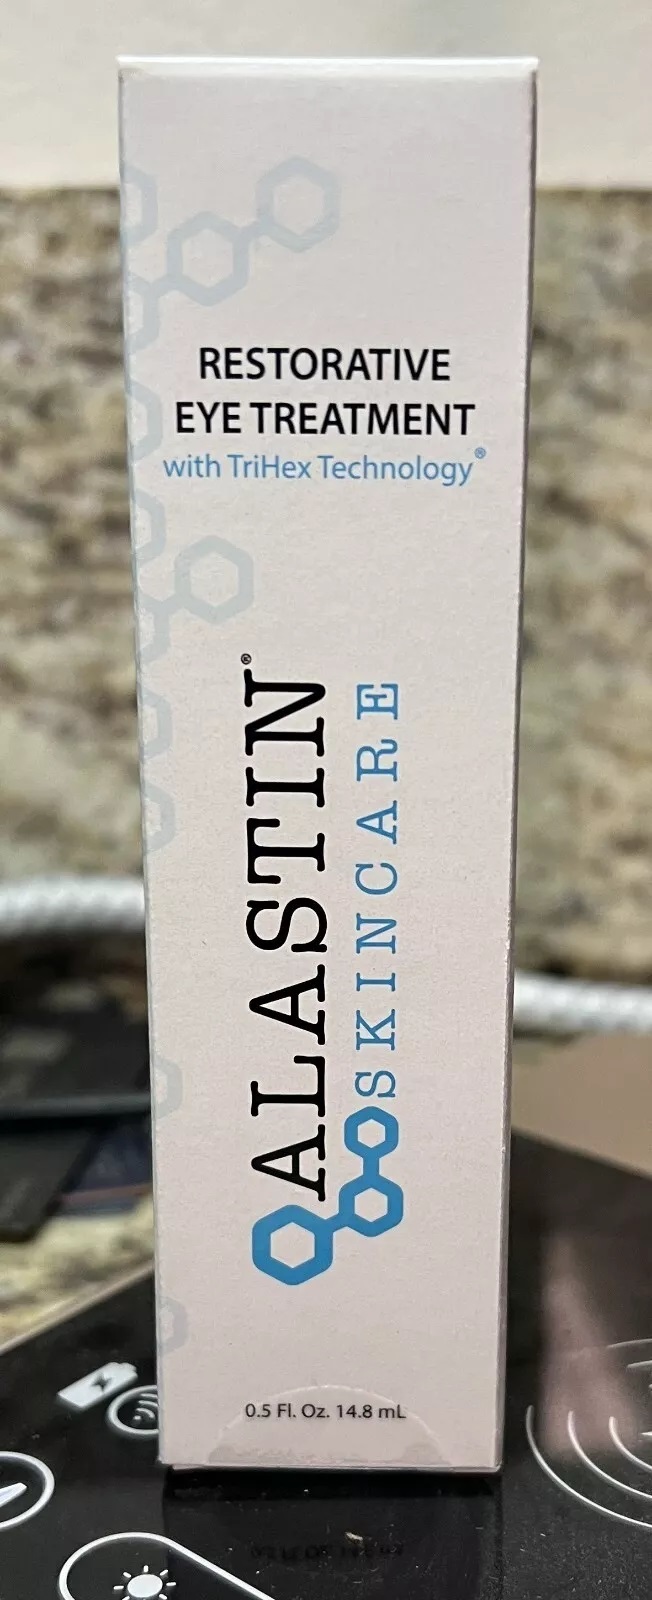 RESTORATIVE
EYE TREATMENT
with TriHex Technology®
ALASTIN®
SKINCARE
0.5 Fl. Oz. 14.8 mL